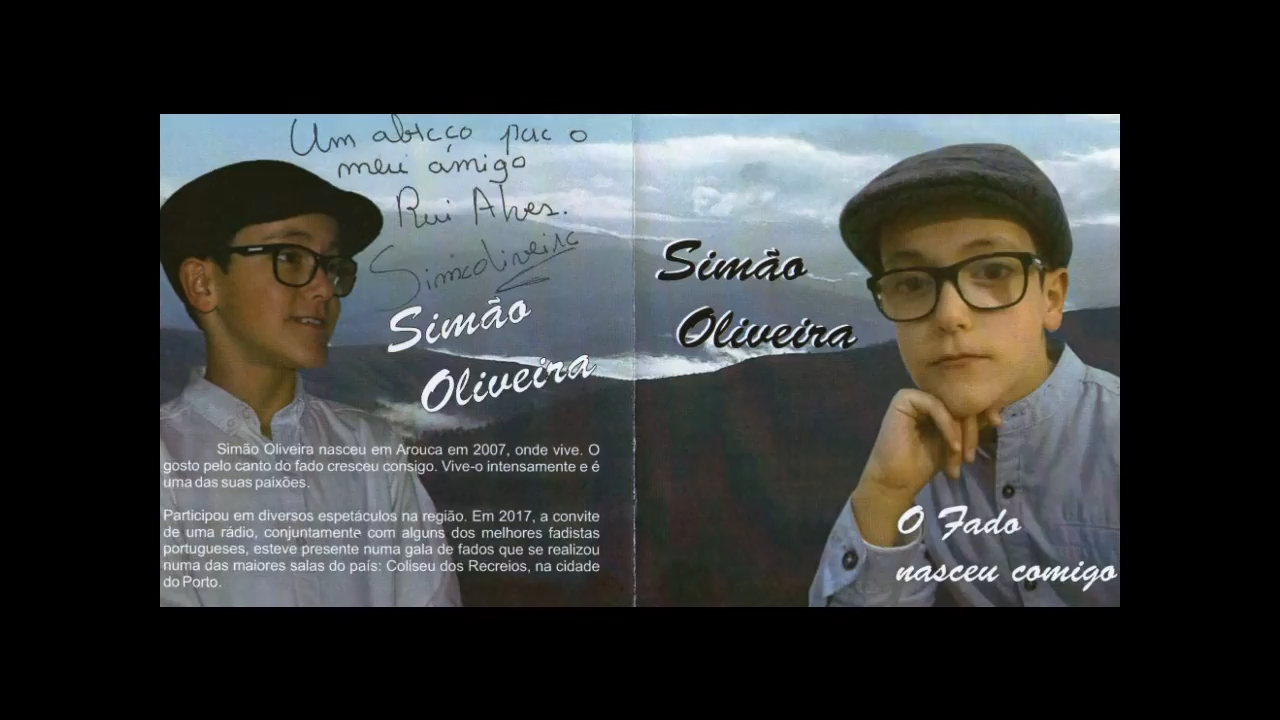 Um abraço para o
meu ámigo
Rui Alves.
Simão Oliveira
Simão
Oliveira
Simão Oliveira nasceu em Arouca em 2007, onde vive. O
gosto pelo canto do fado cresceu consigo. Vive-o intensamente e é
uma das suas paixões.
Participou em diversos espetáculos na região. Em 2017, a convite
de uma rádio, conjuntamente com alguns dos melhores fadistas
portugueses, esteve presente numa gala de fados que se realizou
numa das maiores salas do país: Coliseu dos Recreios, na cidade
do Porto.
Simão
Oliveira
O Fado
nasceu comigo